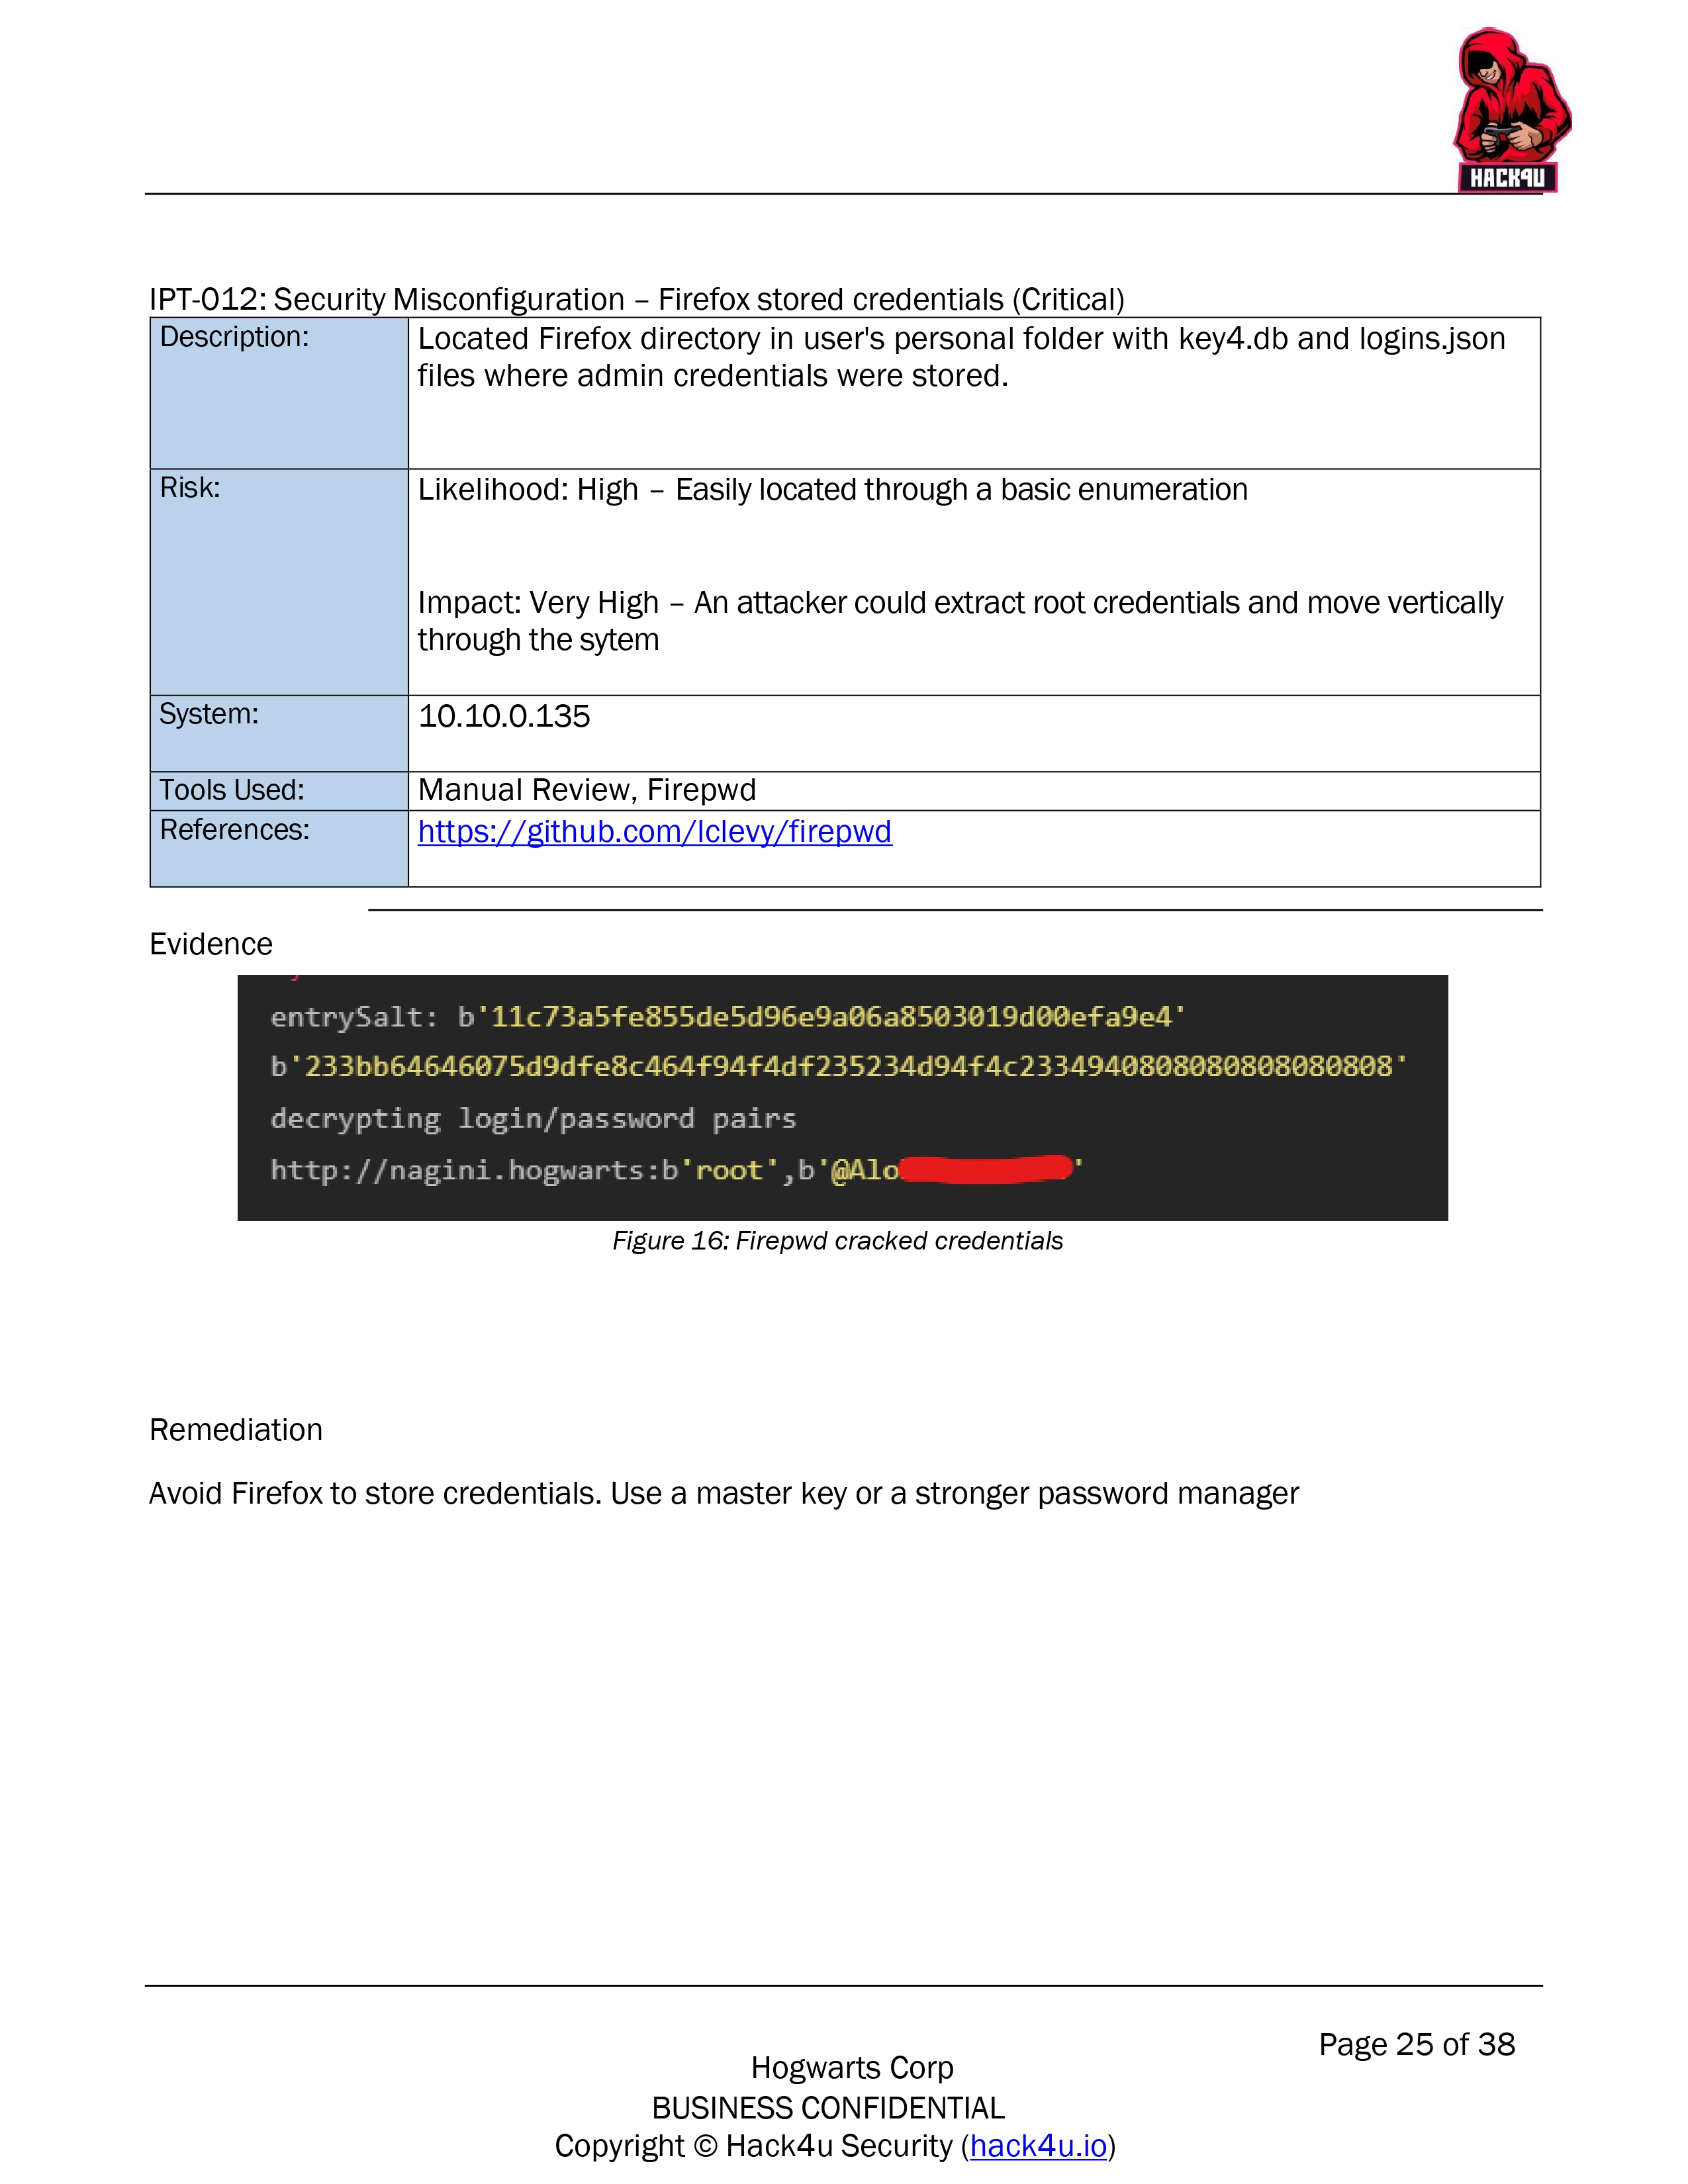 HACK4U
IPT-012: Security Misconfiguration – Firefox stored credentials (Critical)
Description:
Located Firefox directory in user's personal folder with key4.db and logins.json
files where admin credentials were stored.
Risk:
Likelihood: High – Easily located through a basic enumeration
Impact: Very High – An attacker could extract root credentials and move vertically
through the sytem
System:
10.10.0.135
Tools Used:
Manual Review, Firepwd
References:
https://github.com/lclevy/firepwd
Evidence
entrySalt: b'11c73a5fe855de5d96e9a06a8503019d00efa9e4'
b'233bb64646075d9dfe8c464f94f4df235234d94f4c2334940808080808080808'
decrypting login/password pairs
http://nagini.hogwarts:b'root',b'@Alo '
Figure 16: Firepwd cracked credentials
Remediation
Avoid Firefox to store credentials. Use a master key or a stronger password manager
Page 25 of 38
Hogwarts Corp
BUSINESS CONFIDENTIAL
Copyright © Hack4u Security (hack4u.io)